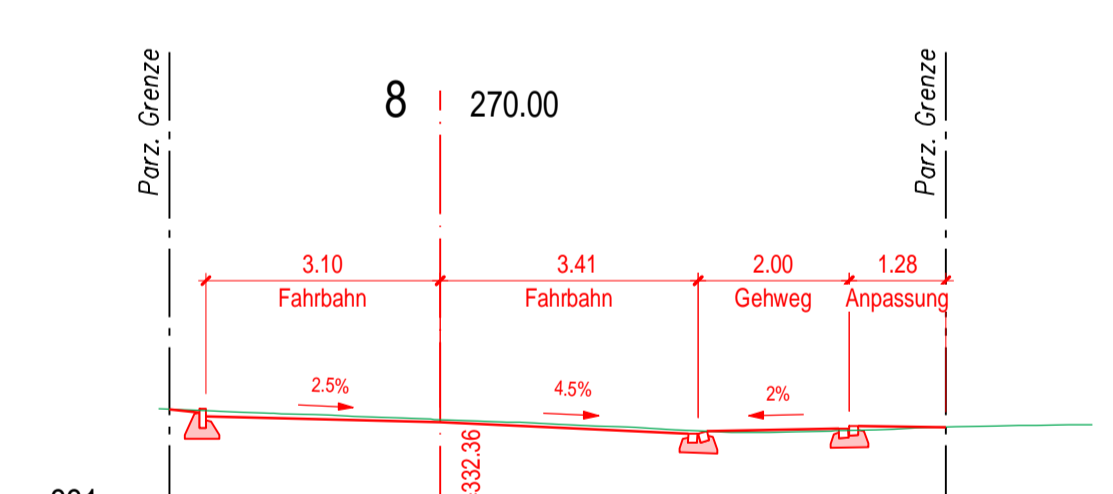 Parz. Grenze
8 270.00
Parz. Grenze
3.10 3.41 2.00 1.28
Fahrbahn Fahrbahn Gehweg Anpassung
2.5% 4.5% 2%
332.36